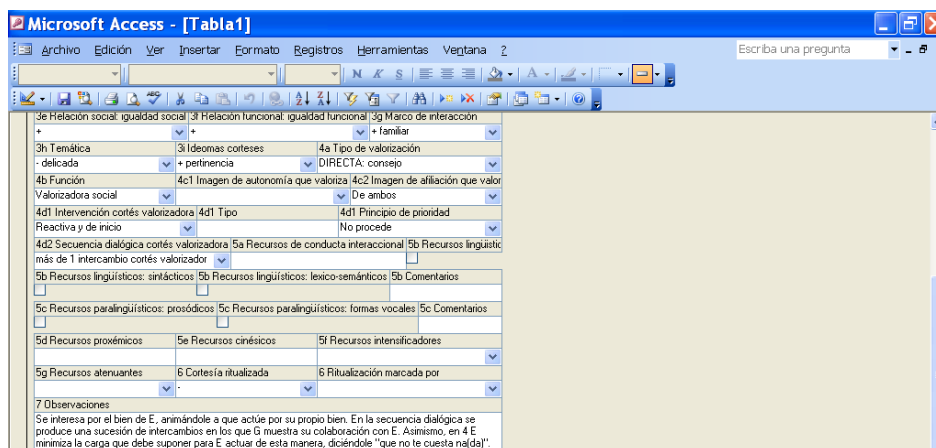 Microsoft Access - [Tabla1]
Archivo Edición Ver Insertar Formato Registros Herramientas Ventana ? Escriba una pregunta
N K S A
3e Relación social: igualdad social 3f Relación funcional: igualdad funcional 3g Marco de interacción
+ + + familiar
3h Temática 3i Ideomas corteses 4a Tipo de valorización
- delicada + pertinencia DIRECTA: consejo
4b Función 4c1 Imagen de autonomía que valoriza 4c2 Imagen de afiliación que valor
Valorizadora social De ambos
4d1 Intervención cortés valorizadora 4d1 Tipo 4d1 Principio de prioridad
Reactiva y de inicio No procede
4d2 Secuencia dialógica cortés valorizadora 5a Recursos de conducta interaccional 5b Recursos lingüístic
más de 1 intercambio cortés valorizador
5b Recursos lingüísticos: sintácticos 5b Recursos lingüísticos: lexico-semánticos 5b Comentarios
5c Recursos paralingüísticos: prosódicos 5c Recursos paralingüísticos: formas vocales 5c Comentarios
5d Recursos proxémicos 5e Recursos cinésicos 5f Recursos intensificadores
5g Recursos atenuantes 6 Cortesía ritualizada 6 Ritualización marcada por
-
7 Observaciones
Se interesa por el bien de E, animándole a que actúe por su propio bien. En la secuencia dialógica se
produce una sucesión de intercambios en los que G muestra su colaboración con E. Asimismo, en 4 E
minimiza la carga que debe suponer para E actuar de esta manera, diciéndole "que no te cuesta na(da)".